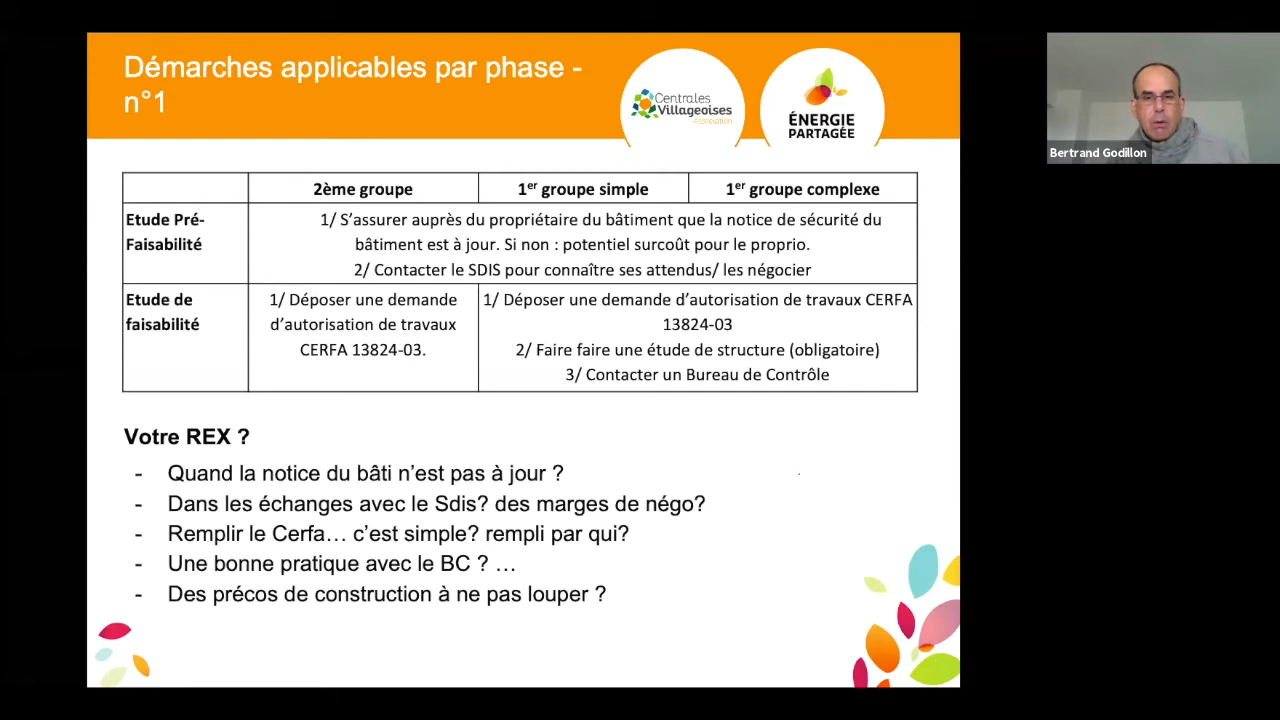 Démarches applicables par phase -
n°1
Centrales
Villageoises
Association
ÉNERGIE
PARTAGÉE
Bertrand Godillon
2ème groupe
1er groupe simple
1er groupe complexe
Etude Pré-
Faisabilité
1/ S’assurer auprès du propriétaire du bâtiment que la notice de sécurité du
bâtiment est à jour. Si non : potentiel surcoût pour le proprio.
2/ Contacter le SDIS pour connaître ses attendus/ les négocier
Etude de
faisabilité
1/ Déposer une demande
d’autorisation de travaux
CERFA 13824-03.
1/ Déposer une demande d’autorisation de travaux CERFA
13824-03
2/ Faire faire une étude de structure (obligatoire)
3/ Contacter un Bureau de Contrôle
Votre REX ?
- Quand la notice du bâti n’est pas à jour ?
- Dans les échanges avec le Sdis? des marges de négo?
- Remplir le Cerfa… c’est simple? rempli par qui?
- Une bonne pratique avec le BC ? …
- Des précos de construction à ne pas louper ?